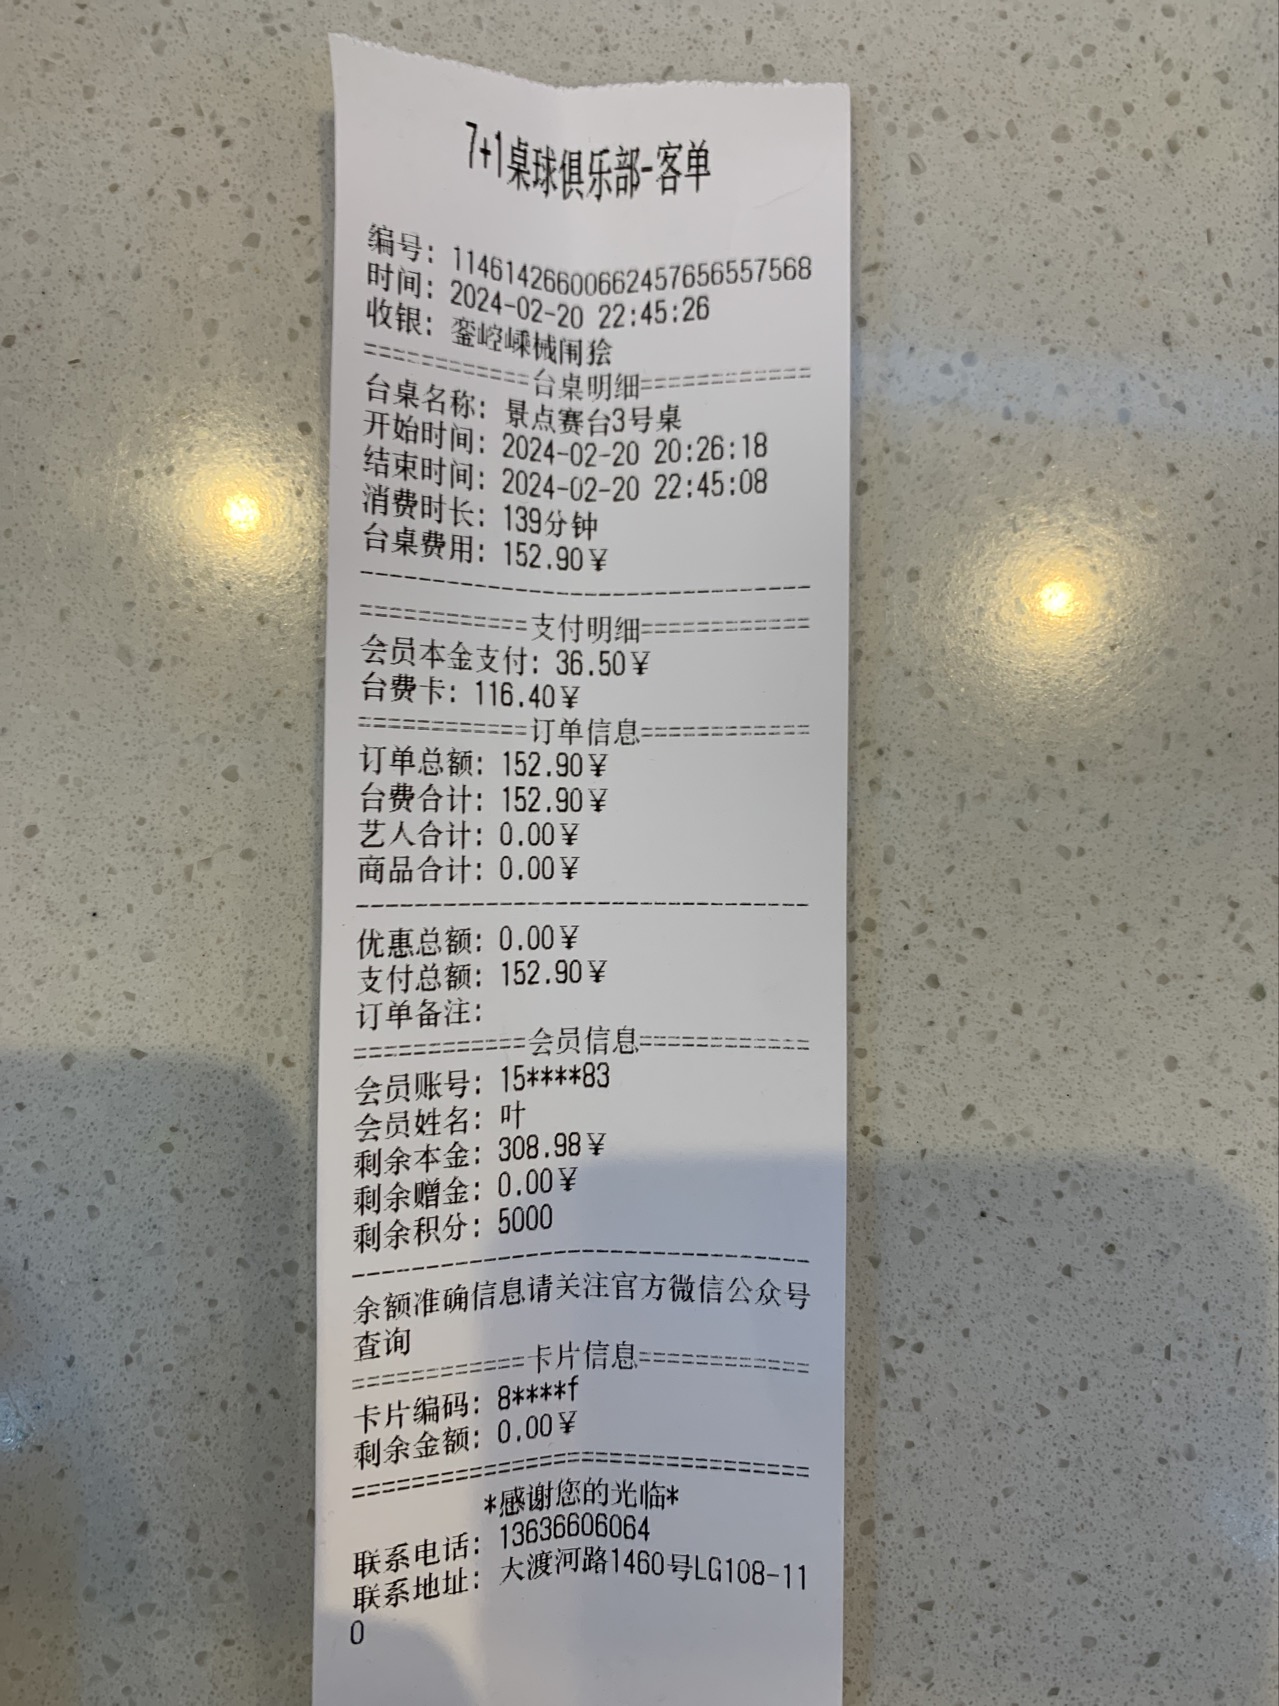 7+1桌球俱乐部-客单
编号: 1146142660066245765655​7568
时间: 2024-02-20 22:45:26
收银: 銮崆嵊械闱狯
===========台桌明细===========
台桌名称: 景点赛台3号桌
开始时间: 2024-02-20 20:26:18
结束时间: 2024-02-20 22:45:08
消费时长: 139分钟
台桌费用: 152.90¥
--------------------------------
===========支付明细===========
会员本金支付: 36.50¥
台费卡: 116.40¥
===========订单信息===========
订单总额: 152.90¥
台费合计: 152.90¥
艺人合计: 0.00¥
商品合计: 0.00¥
--------------------------------
优惠总额: 0.00¥
支付总额: 152.90¥
订单备注:
===========会员信息===========
会员账号: 15****83
会员姓名: 叶
剩余本金: 308.98¥
剩余赠金: 0.00¥
剩余积分: 5000
--------------------------------
余额准确信息请关注官方微信公众号
查询
===========卡片信息===========
卡片编码: 8****f
剩余金额: 0.00¥
================================
*感谢您的光临*
联系电话: 13636606064
联系地址: 大渡河路1460号LG108-11
0